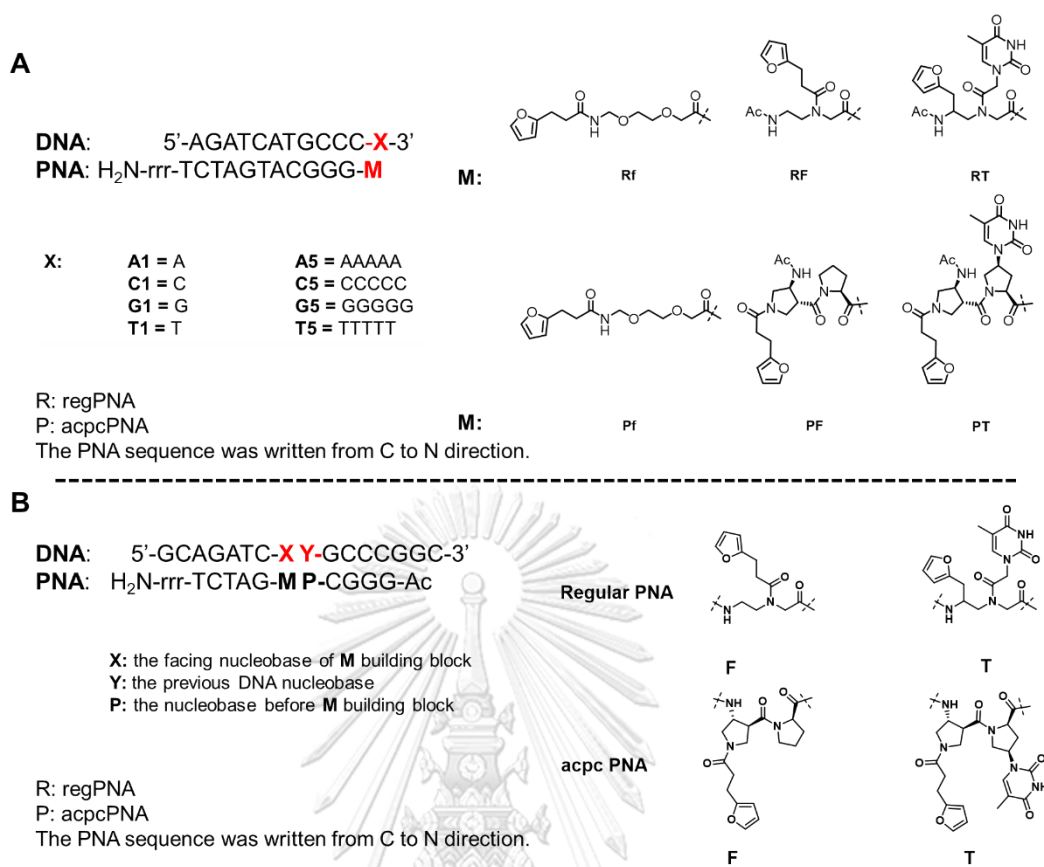 A
DNA: 5'-AGATCATGCCC-X-3'
PNA: H2N-rrr-TCTAGTACGGG-M
M:
Rf
RF
RT
X:
A1 = A
A5 = AAAAA
C1 = C
C5 = CCCCC
G1 = G
G5 = GGGGG
T1 = T
T5 = TTTTT
R: regPNA
P: acpcPNA
The PNA sequence was written from C to N direction.
M:
Pf
PF
PT
B
DNA: 5'-GCAGATC-X Y-GCCCGGC-3'
PNA: H2N-rrr-TCTAG-M P-CGGG-Ac
X: the facing nucleobase of M building block
Y: the previous DNA nucleobase
P: the nucleobase before M building block
R: regPNA
P: acpcPNA
The PNA sequence was written from C to N direction.
Regular PNA
F
T
acpc PNA
F
T